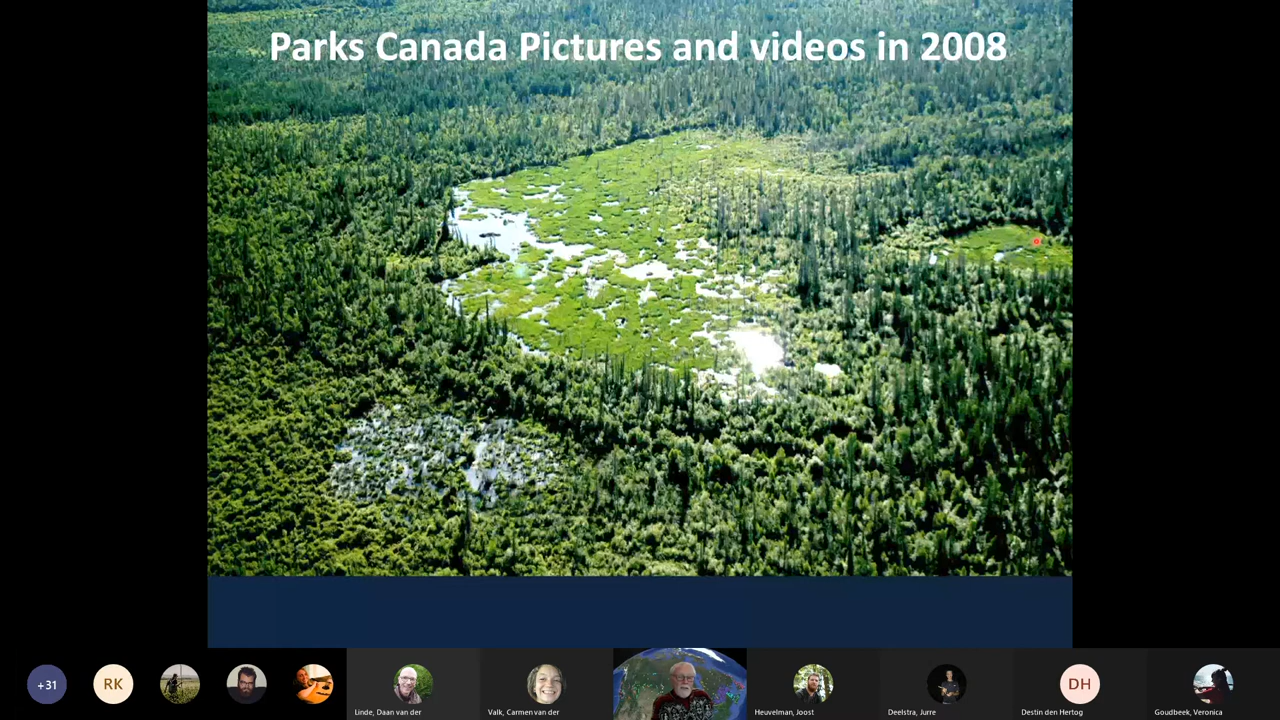 Parks Canada Pictures and videos in 2008
+31
RK
Linde, Daan van der
Valk, Carmen van der
Heuvelman, Joost
Deelstra, Jurre
DH
Destin den Hertog
Goudbeek, Veronica